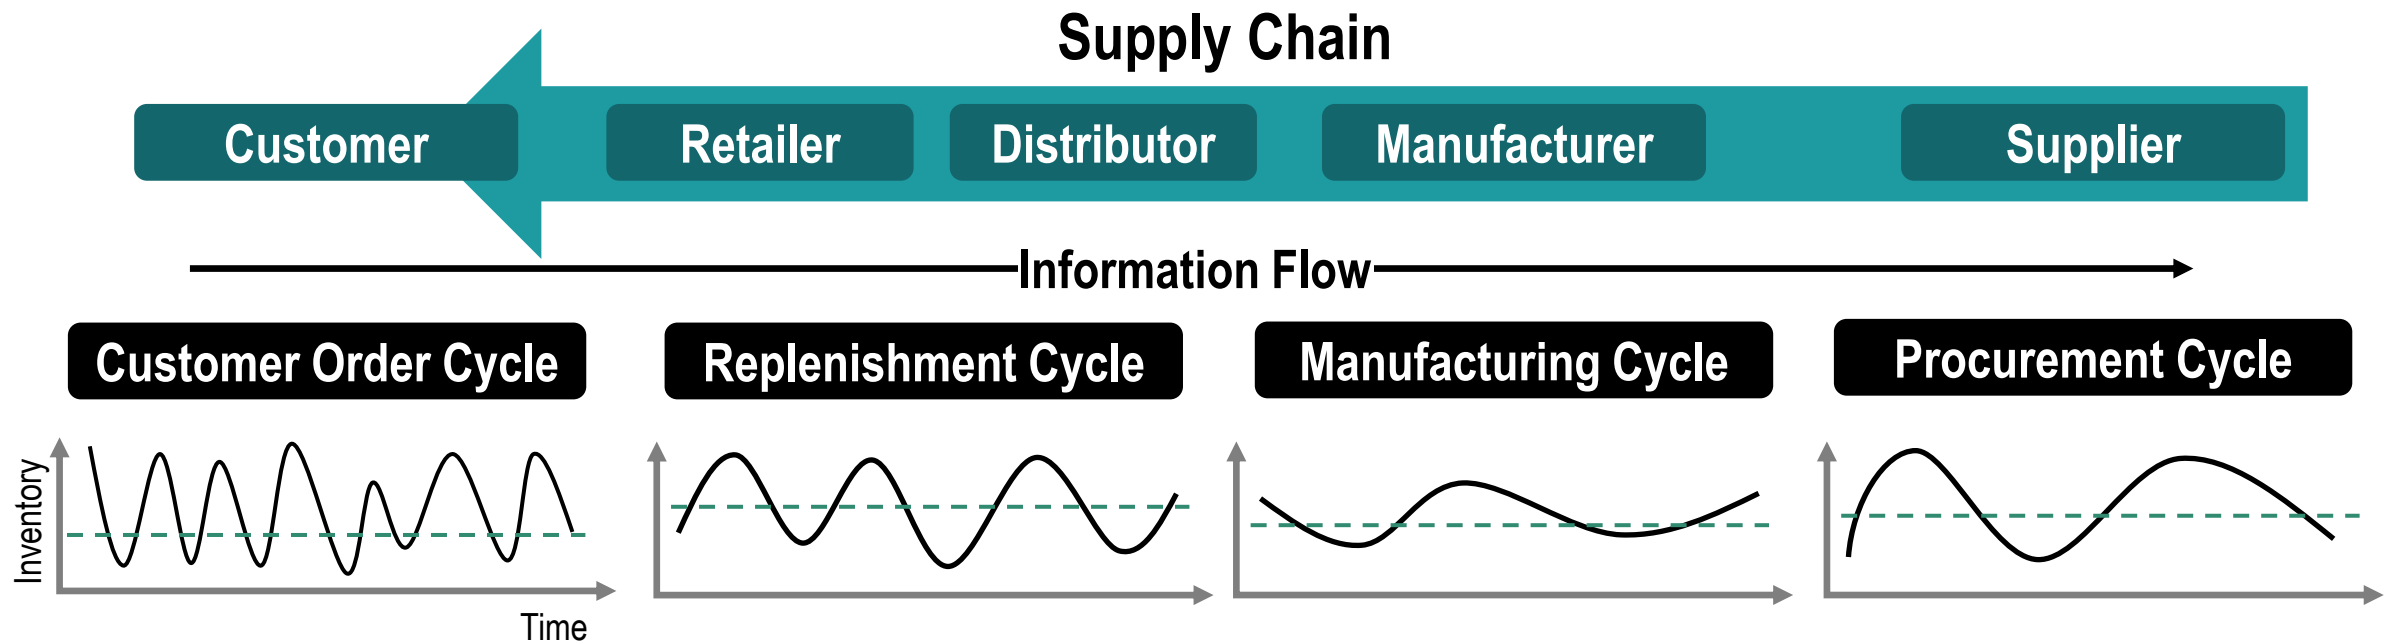 Supply Chain
Customer
Retailer
Distributor
Manufacturer
Supplier
Information Flow
Customer Order Cycle
Replenishment Cycle
Manufacturing Cycle
Procurement Cycle
Inventory
Time